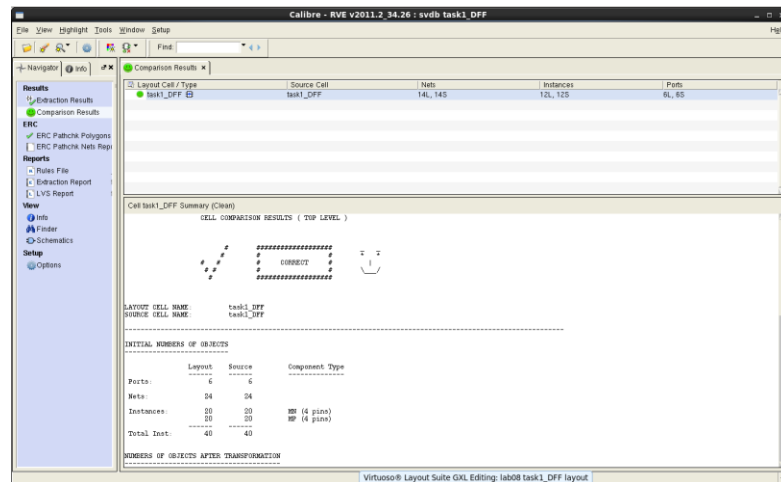 Calibre - RVE v2011.2_34.26 : svdb task1_DFF
File View Highlight Tools Window Setup
Find:
Navigator Info
Comparison Results
Results
Extraction Results
Comparison Results
ERC
ERC Pathchk Polygons
ERC Pathchk Nets Repo
Reports
Rules File
Extraction Report
LVS Report
View
Info
Finder
Schematics
Setup
Options
Layout Cell / Type Source Cell Nets Instances Ports
task1_DFF task1_DFF 14L, 14S 12L, 12S 6L, 6S
Cell task1_DFF Summary (Clean)
CELL COMPARISON RESULTS ( TOP LEVEL )
CORRECT
LAYOUT CELL NAME: task1_DFF
SOURCE CELL NAME: task1_DFF
INITIAL NUMBERS OF OBJECTS
Layout Source Component Type
Ports: 6 6
Nets: 24 24
Instances: 20 20 MN (4 pins)
20 20 MP (4 pins)
Total Inst: 40 40
NUMBERS OF OBJECTS AFTER TRANSFORMATION
Virtuoso® Layout Suite GXL Editing: lab08 task1_DFF layout